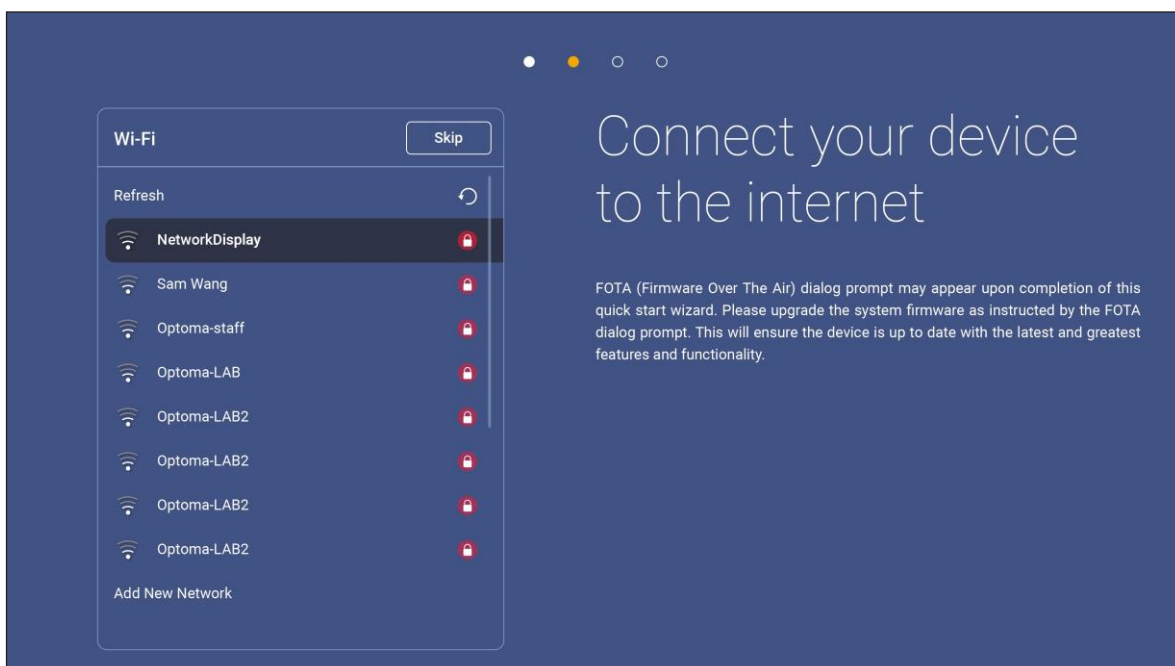 Wi-Fi
Skip
Refresh
NetworkDisplay
Sam Wang
Optoma-staff
Optoma-LAB
Optoma-LAB2
Optoma-LAB2
Optoma-LAB2
Optoma-LAB2
Add New Network
Connect your device
to the internet
FOTA (Firmware Over The Air) dialog prompt may appear upon completion of this
quick start wizard. Please upgrade the system firmware as instructed by the FOTA
dialog prompt. This will ensure the device is up to date with the latest and greatest
features and functionality.